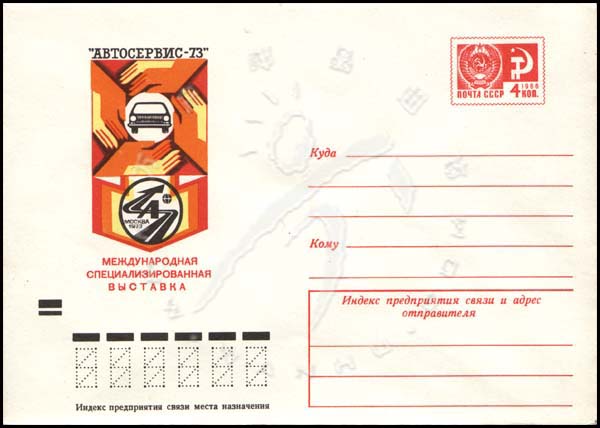 "АВТОСЕРВИС-73"
МОСКВА
1973
МЕЖДУНАРОДНАЯ
СПЕЦИАЛИЗИРОВАННАЯ
ВЫСТАВКА
1966
ПОЧТА СССР 4 КОП.
Куда
Кому
Индекс предприятия связи и адрес
отправителя
Индекс предприятия связи места назначения